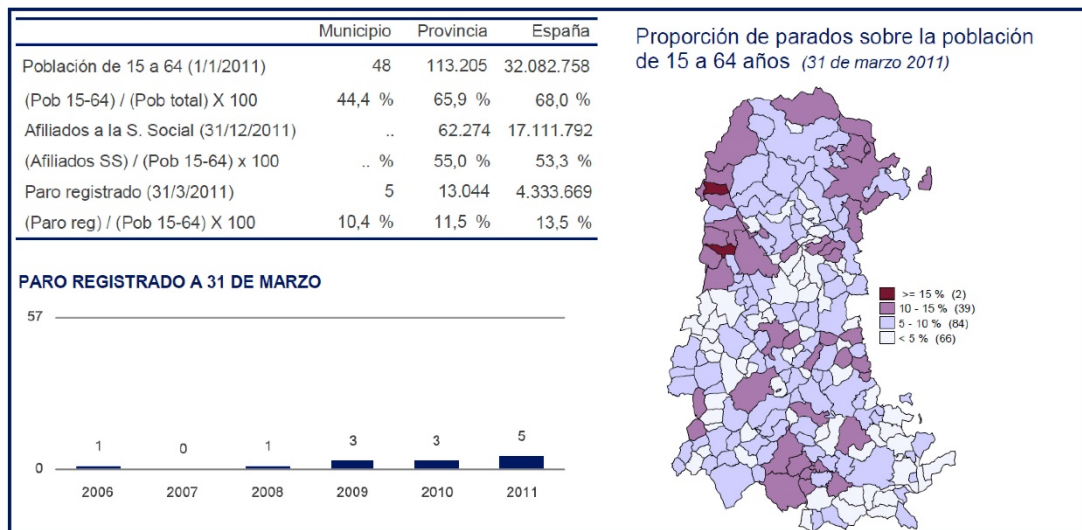 Municipio Provincia España
Población de 15 a 64 (1/1/2011) 48 113.205 32.082.758
(Pob 15-64) / (Pob total) X 100 44,4 % 65,9 % 68,0 %
Afiliados a la S. Social (31/12/2011) .. 62.274 17.111.792
(Afiliados SS) / (Pob 15-64) x 100 .. % 55,0 % 53,3 %
Paro registrado (31/3/2011) 5 13.044 4.333.669
(Paro reg) / (Pob 15-64) X 100 10,4 % 11,5 % 13,5 %
PARO REGISTRADO A 31 DE MARZO
57
1 0 1 3 3 5
0
2006 2007 2008 2009 2010 2011
Proporción de parados sobre la población
de 15 a 64 años (31 de marzo 2011)
>= 15 % (2)
10 - 15 % (39)
5 - 10 % (84)
< 5 % (66)